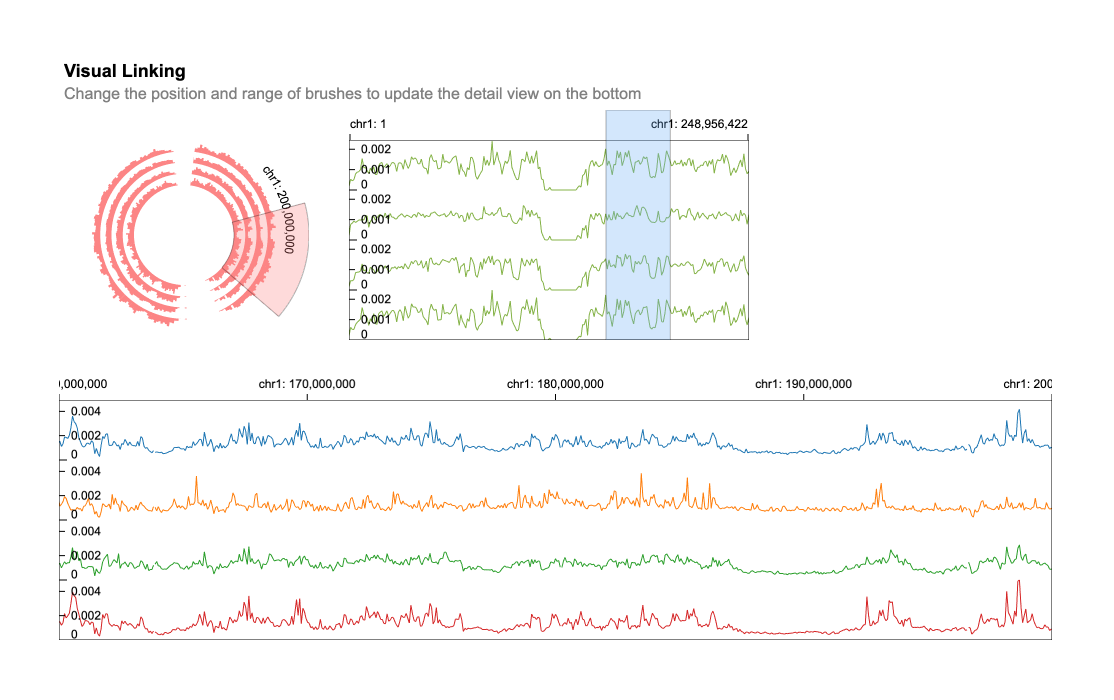 Visual Linking
Change the position and range of brushes to update the detail view on the bottom
chr1: 200,000,000
chr1: 1
chr1: 248,956,422
0.002
0.001
0
0.002
0.001
0
0.002
0.001
0
0.002
0.001
0
0,000,000
chr1: 170,000,000
chr1: 180,000,000
chr1: 190,000,000
chr1: 200
0.004
0.002
0
0.004
0.002
0
0.004
0.002
0
0.004
0.002
0